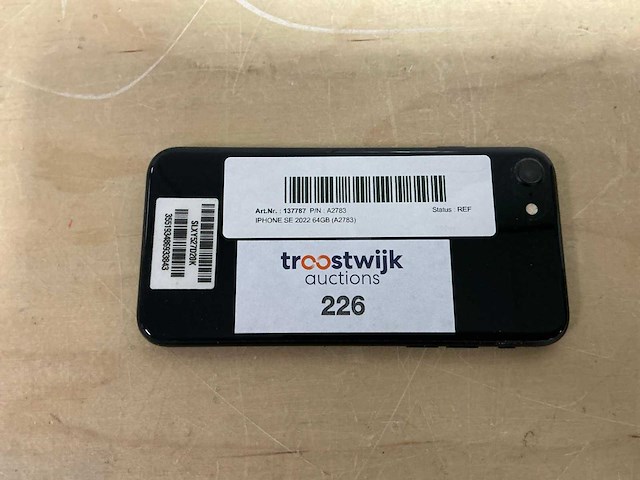 Art.Nr. : 137787 P/N : A2783 Status : REF
IPHONE SE 2022 64GB (A2783)
troostwijk
auctions
226